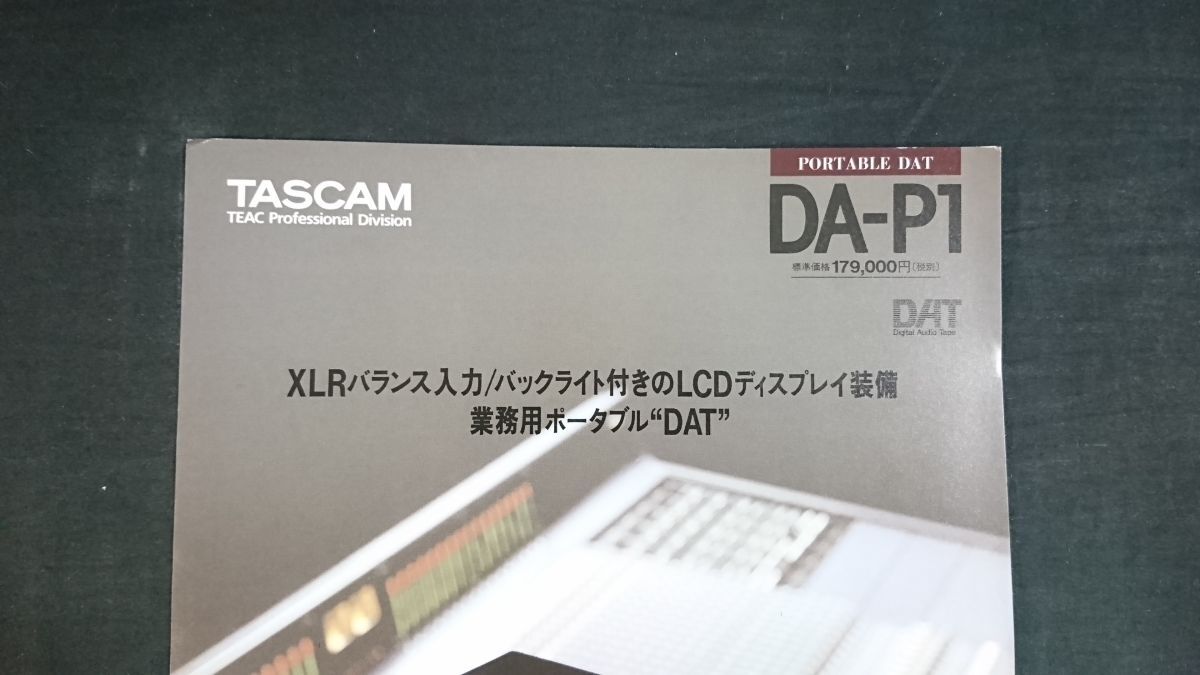 TASCAM
TEAC Professional Division
PORTABLE DAT
DA-P1
標準価格179,000円(税別)
DAT
Digital Audio Tape
XLRバランス入力/バックライト付きのLCDディスプレイ装備
業務用ポータブル“DAT”